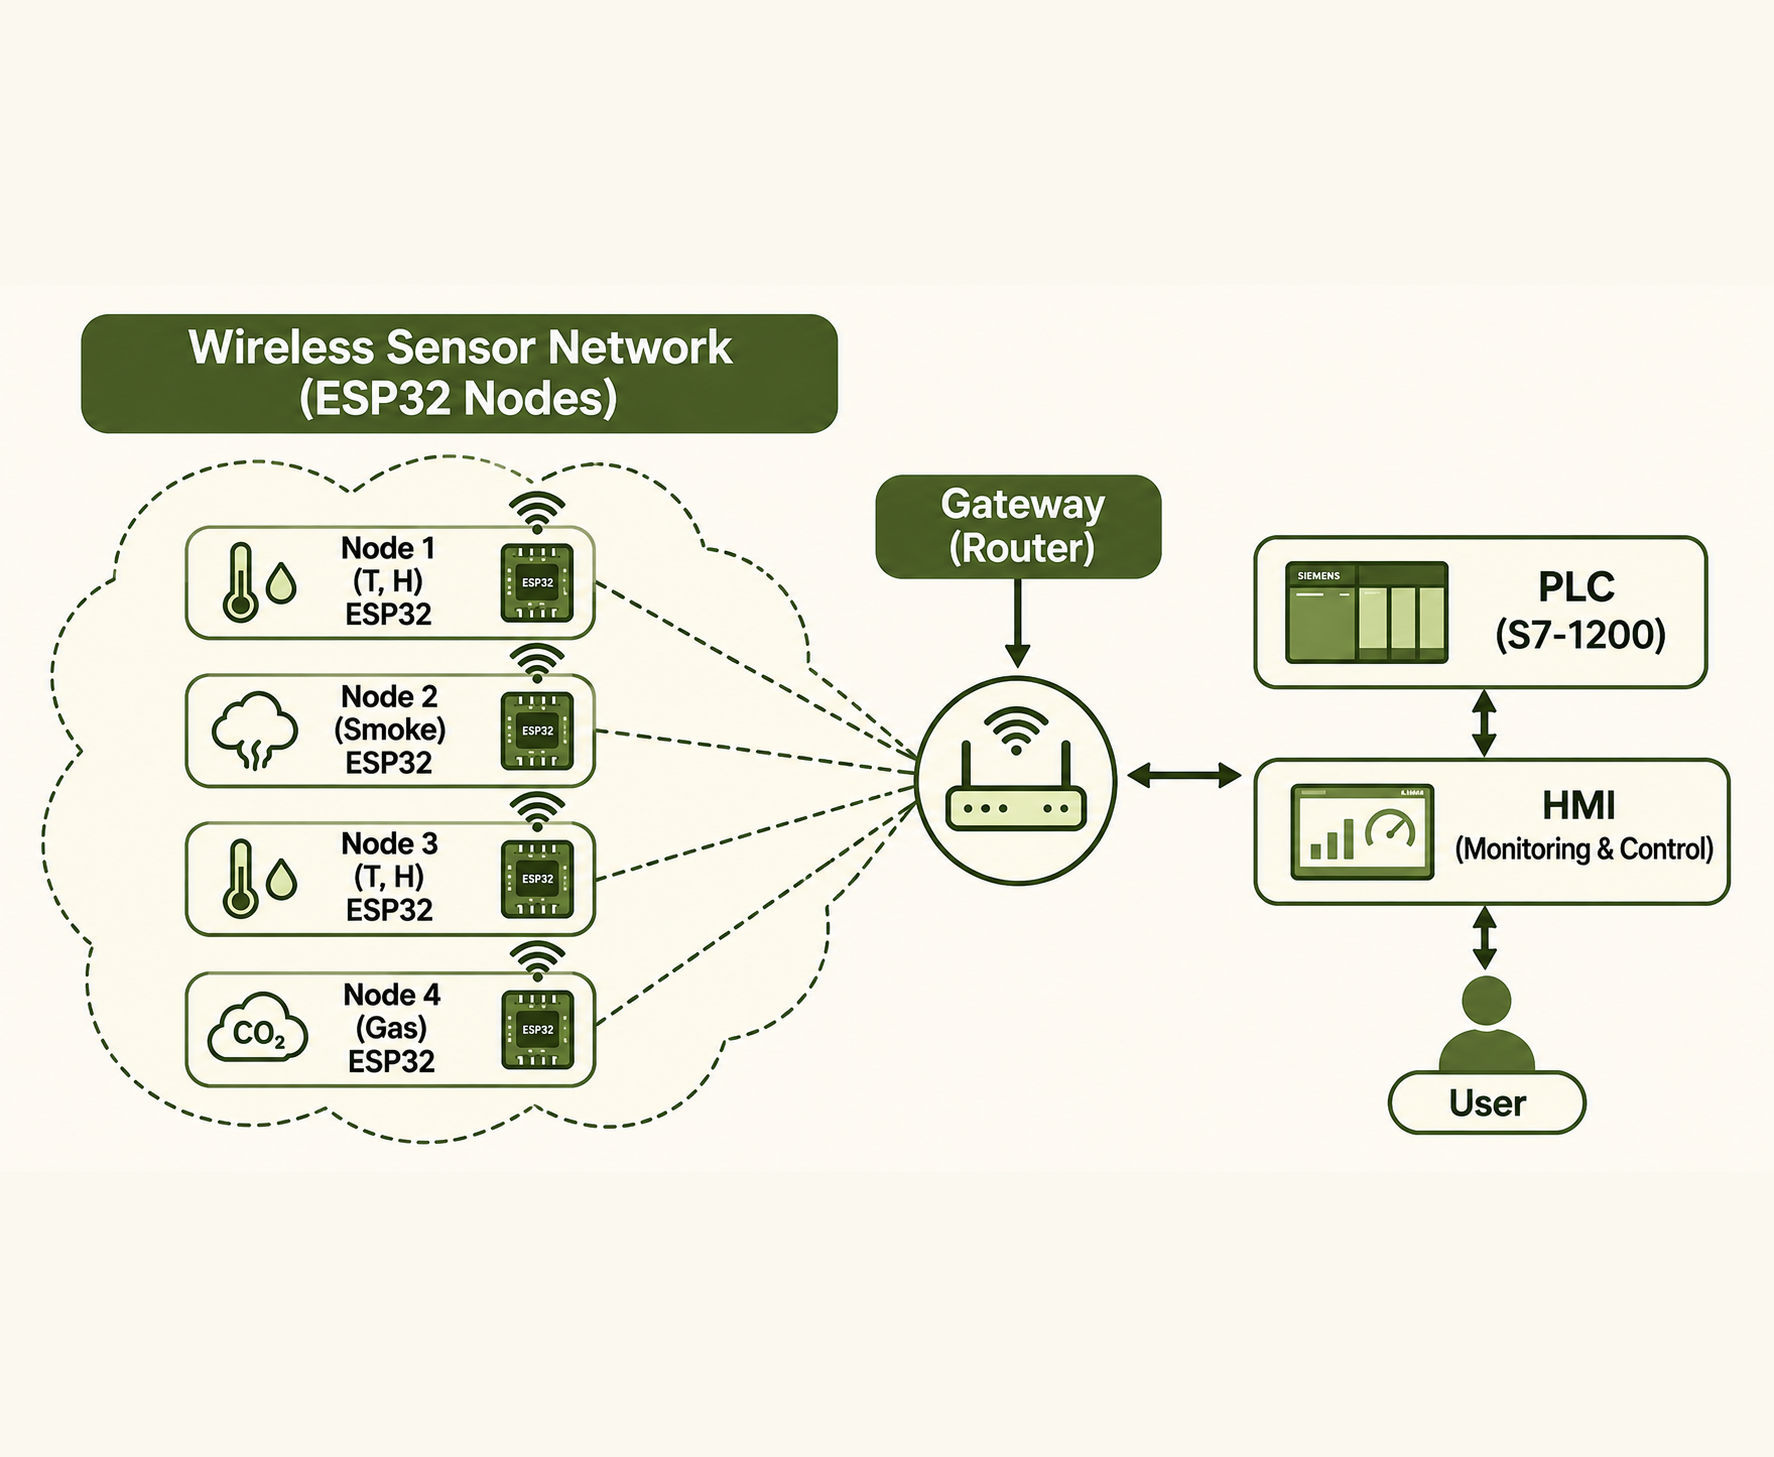 Wireless Sensor Network
(ESP32 Nodes)
Node 1
(T, H)
ESP32
ESP32
Node 2
(Smoke)
ESP32
ESP32
Node 3
(T, H)
ESP32
ESP32
CO₂
Node 4
(Gas)
ESP32
ESP32
Gateway
(Router)
SIEMENS
PLC
(S7-1200)
HMI
(Monitoring & Control)
User